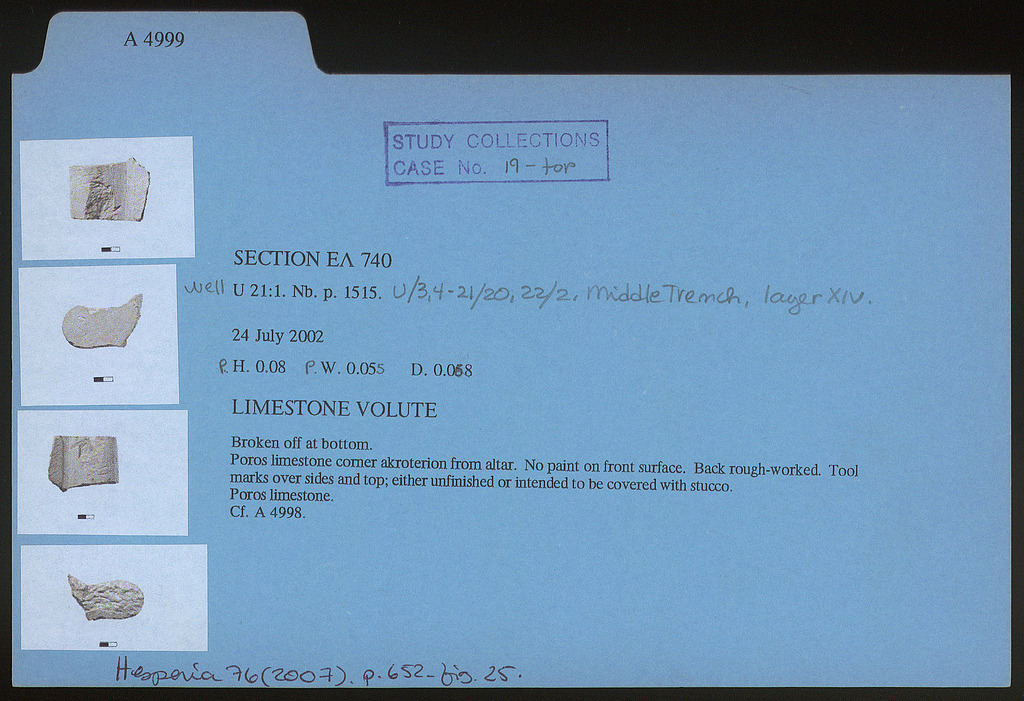 A 4999
STUDY COLLECTIONS
CASE No. 19 - top
SECTION ΕΛ 740
well U 21:1. Nb. p. 1515. U/3,4-21/20, 22/2. Middle Trench, layer XIV.
24 July 2002
P. H. 0.08 P. W. 0.055 D. 0.058
LIMESTONE VOLUTE
Broken off at bottom.
Poros limestone corner akroterion from altar. No paint on front surface. Back rough-worked. Tool
marks over sides and top; either unfinished or intended to be covered with stucco.
Poros limestone.
Cf. A 4998.
Hesperia 76 (2007). p. 652 - fig. 25.